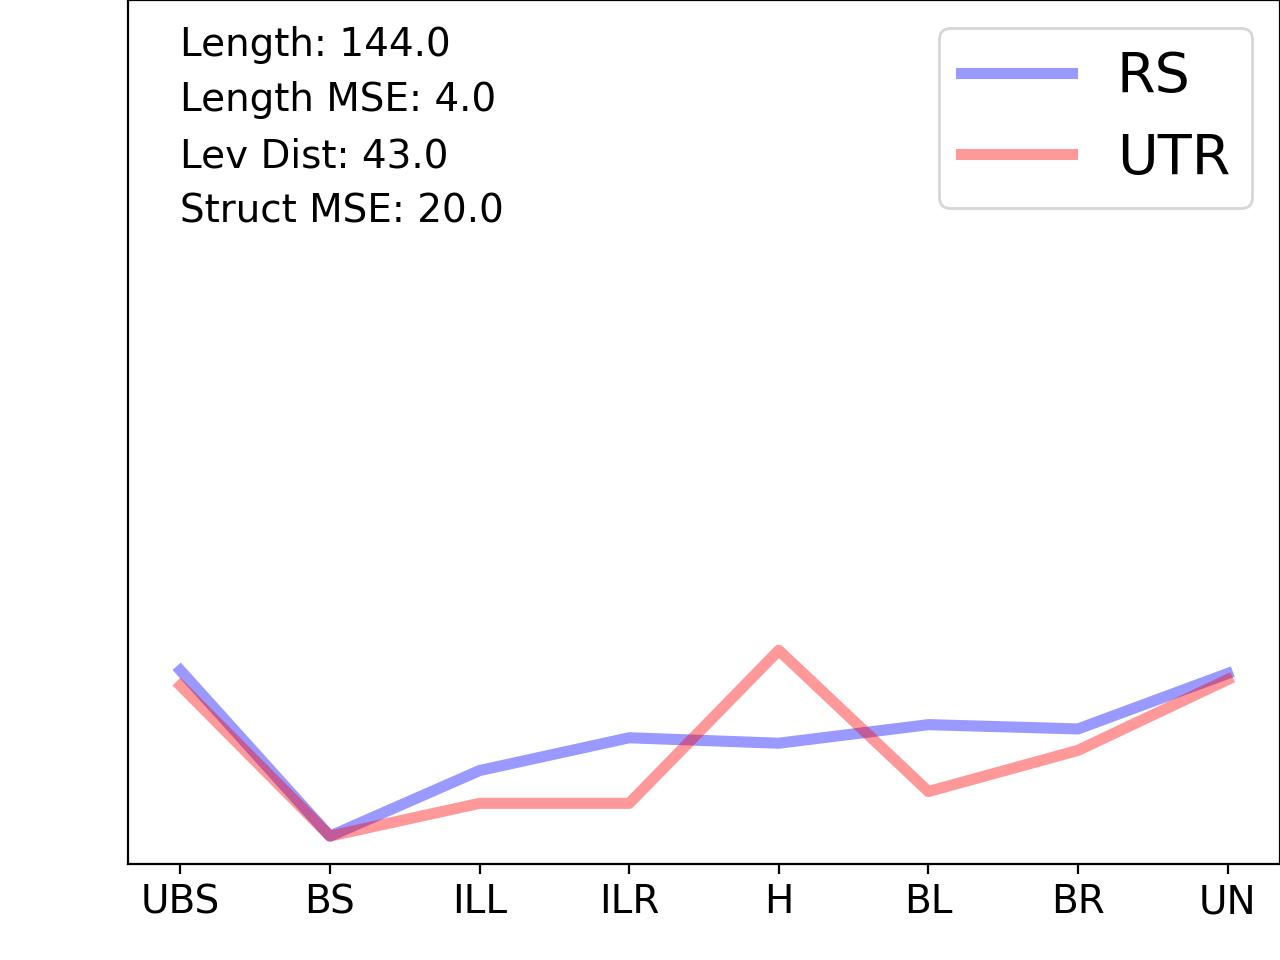 Length: 144.0
Length MSE: 4.0
Lev Dist: 43.0
Struct MSE: 20.0
RS
UTR
UBS BS ILL ILR H BL BR UN